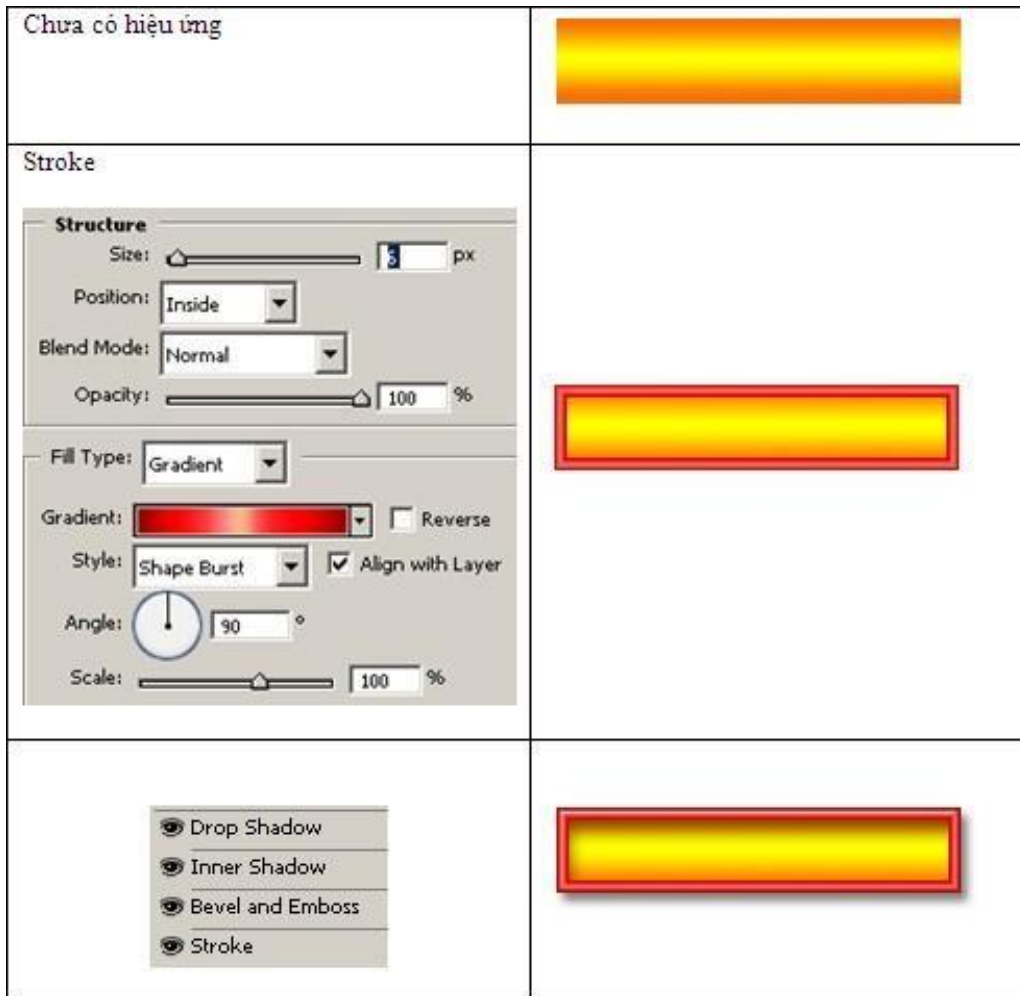 Chưa có hiệu ứng
Stroke
Structure
Size: 6 px
Position: Inside
Blend Mode: Normal
Opacity: 100 %
Fill Type: Gradient
Gradient: Reverse
Style: Shape Burst Align with Layer
Angle: 90 °
Scale: 100 %
Drop Shadow
Inner Shadow
Bevel and Emboss
Stroke